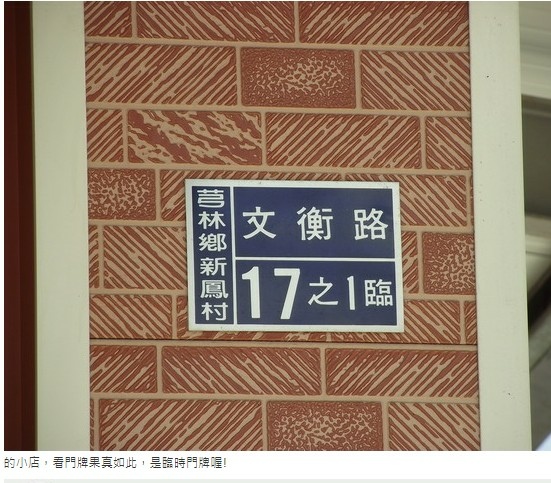 芎林鄉新鳳村
文衡路
17之1臨
的小店，看門牌果真如此，是臨時門牌喔!